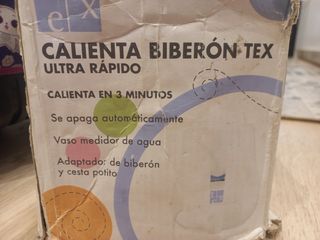 CALIENTA BIBERÓN TEX
ULTRA RÁPIDO
CALIENTA EN 3 MINUTOS
Se apaga automáticamente
Vaso medidor de agua
Adaptado: de biberón
y cesta potito